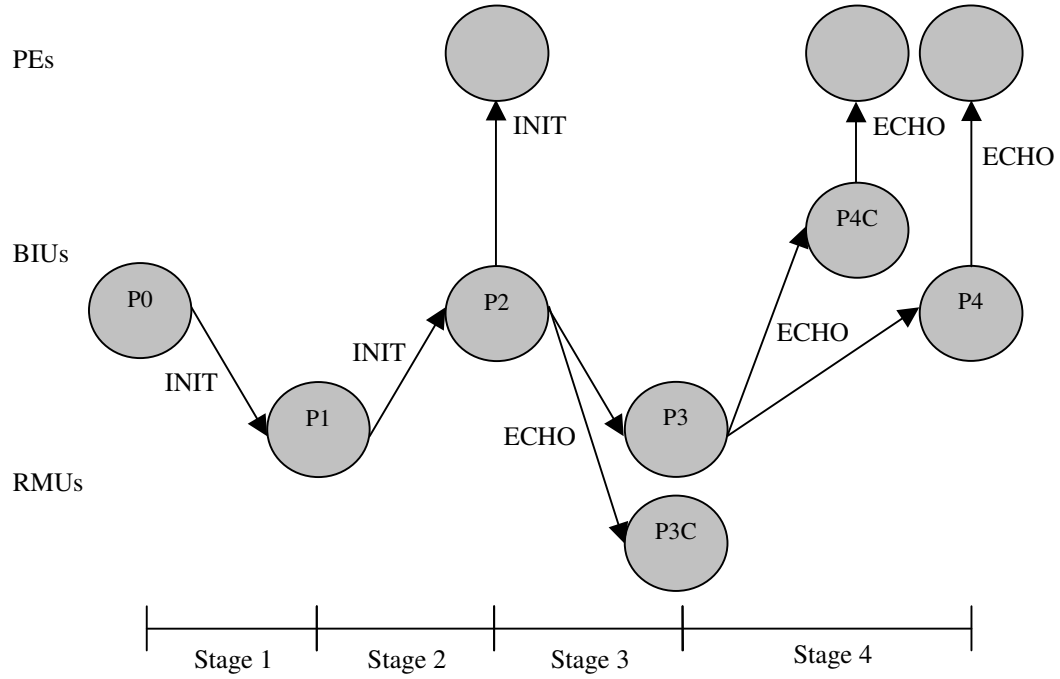 PEs
INIT
ECHO
ECHO
BIUs
P4C
P0
P2
P4
INIT
INIT
ECHO
P1
P3
ECHO
RMUs
P3C
Stage 1
Stage 2
Stage 3
Stage 4